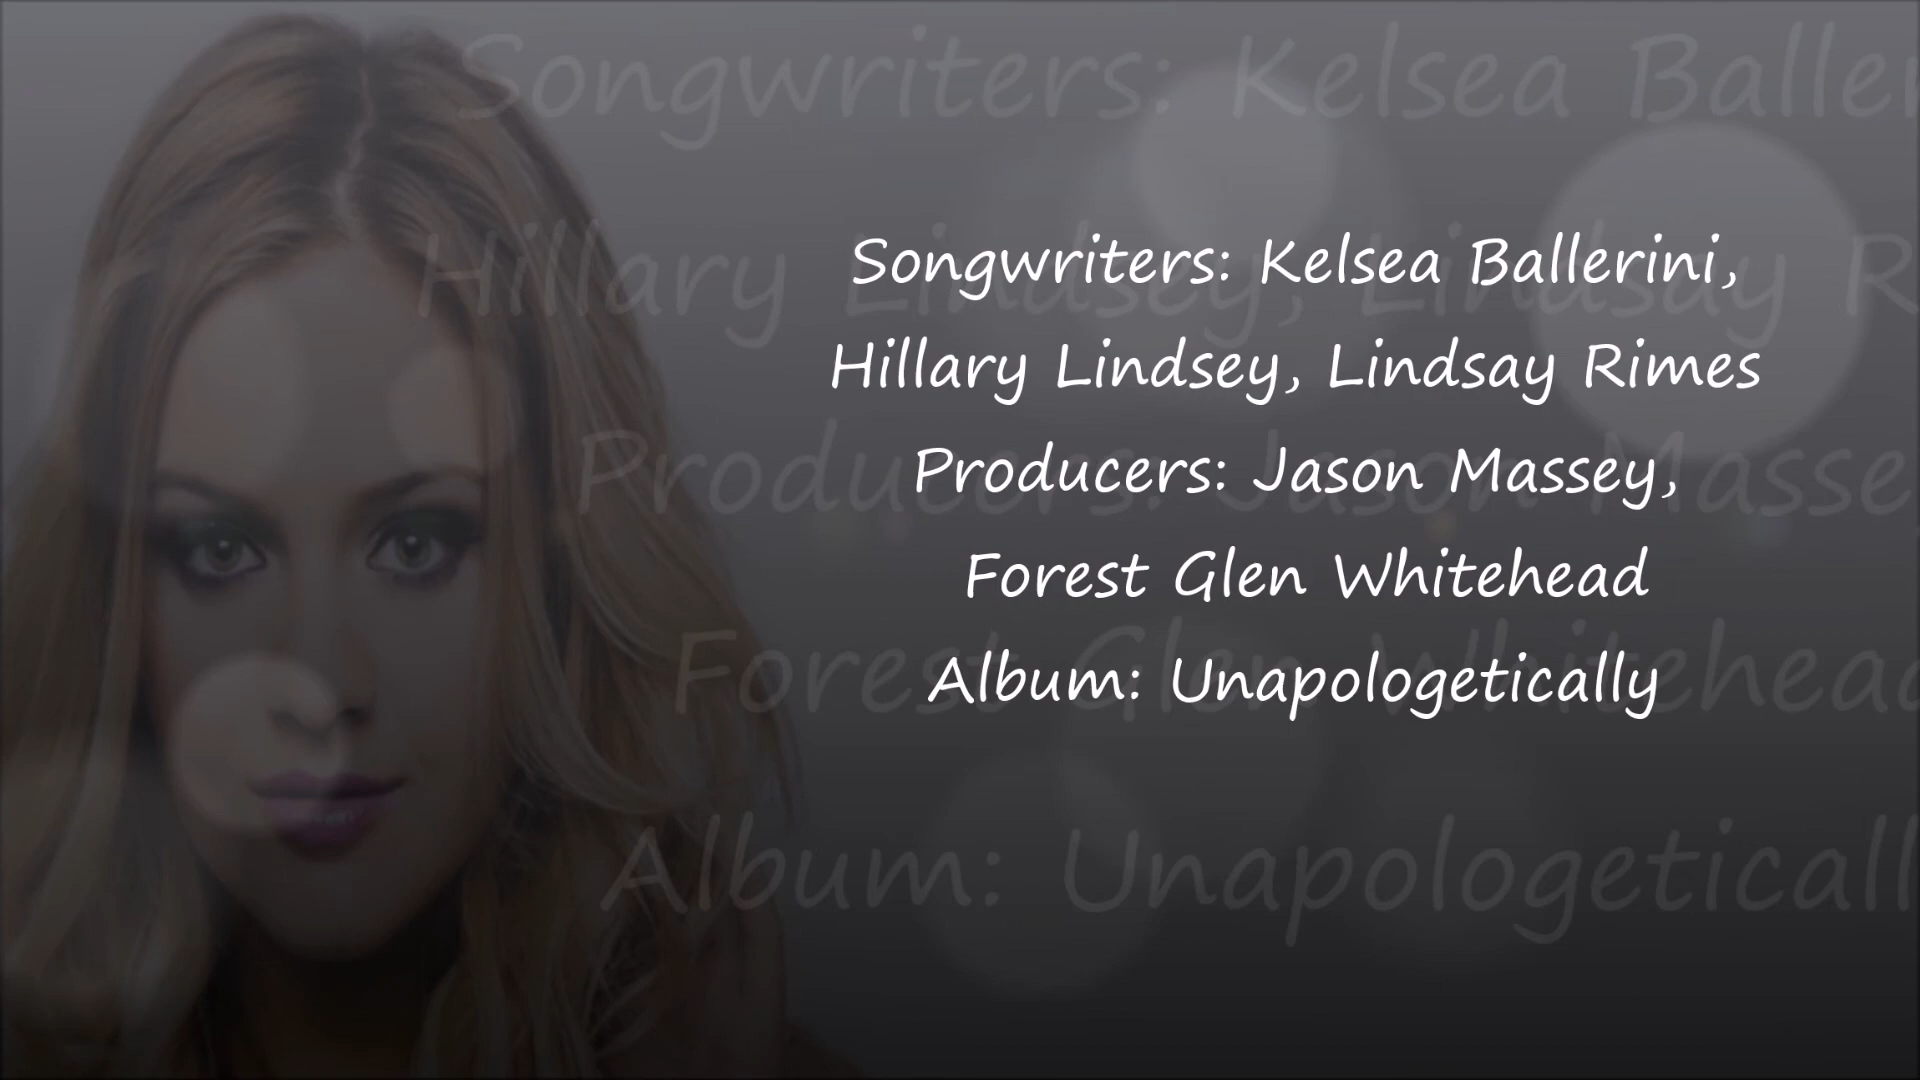 Songwriters: Kelsea Ballerini,
Hillary Lindsey, Lindsay Rimes
Producers: Jason Massey,
Forest Glen Whitehead
Album: Unapologetically